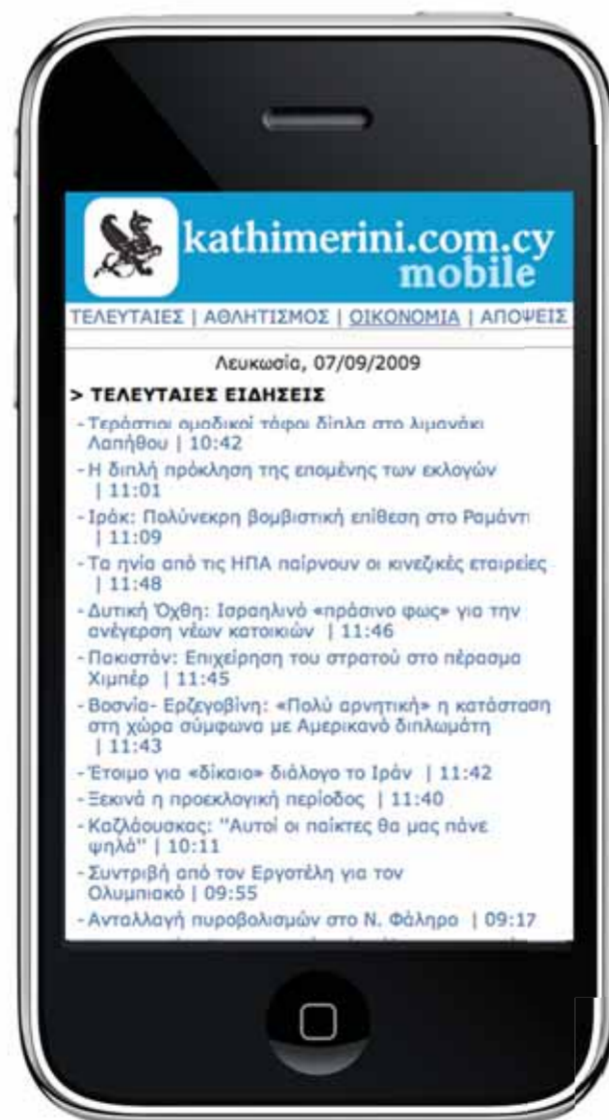 kathimerini.com.cy
mobile
ΤΕΛΕΥΤΑΙΕΣ | ΑΘΛΗΤΙΣΜΟΣ | ΟΙΚΟΝΟΜΙΑ | ΑΠΟΨΕΙΣ
Λευκωσία, 07/09/2009
> ΤΕΛΕΥΤΑΙΕΣ ΕΙΔΗΣΕΙΣ
- Τεράστιοι ομαδικοί τάφοι δίπλα στο λιμανάκι
Λαπήθου | 10:42
- Η διπλή πρόκληση της επομένης των εκλογών
| 11:01
- Ιράκ: Πολύνεκρη βομβιστική επίθεση στο Ραμάντι
| 11:09
- Τα ηνία από τις ΗΠΑ παίρνουν οι κινεζικές εταιρείες
| 11:48
- Δυτική Όχθη: Ισραηλινό «πράσινο φως» για την
ανέγερση νέων κατοικιών | 11:46
- Πακιστάν: Επιχείρηση του στρατού στο πέρασμα
Χιμπέρ | 11:45
- Βοσνία- Ερζεγοβίνη: «Πολύ αρνητική» η κατάσταση
στη χώρα σύμφωνα με Αμερικανό διπλωμάτη
| 11:43
- Έτοιμο για «δίκαιο» διάλογο το Ιράν | 11:42
- Ξεκινά η προεκλογική περίοδος | 11:40
- Καζλάουσκας: "Αυτοί οι παίκτες θα μας πάνε
ψηλά" | 10:11
- Συντριβή από τον Εργοτέλη για τον
Ολυμπιακό | 09:55
- Ανταλλαγή πυροβολισμών στο Ν. Φάληρο | 09:17